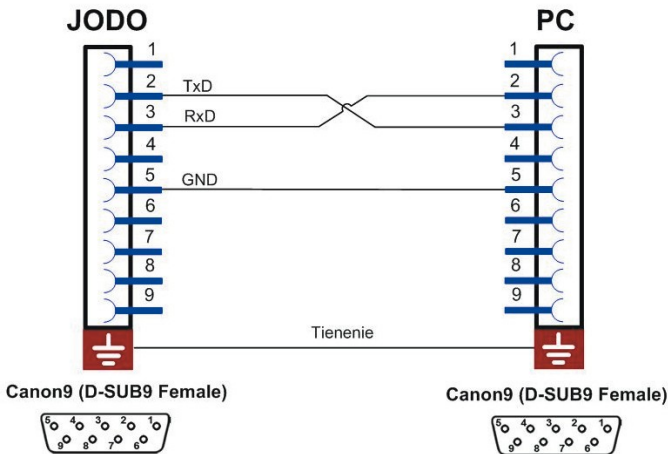 JODO PC
1 1
2 TxD 2
3 RxD 3
4 4
5 GND 5
6 6
7 7
8 8
9 9
Tienenie
Canon9 (D-SUB9 Female) Canon9 (D-SUB9 Female)
5 4 3 2 1 5 4 3 2 1
9 8 7 6 9 8 7 6